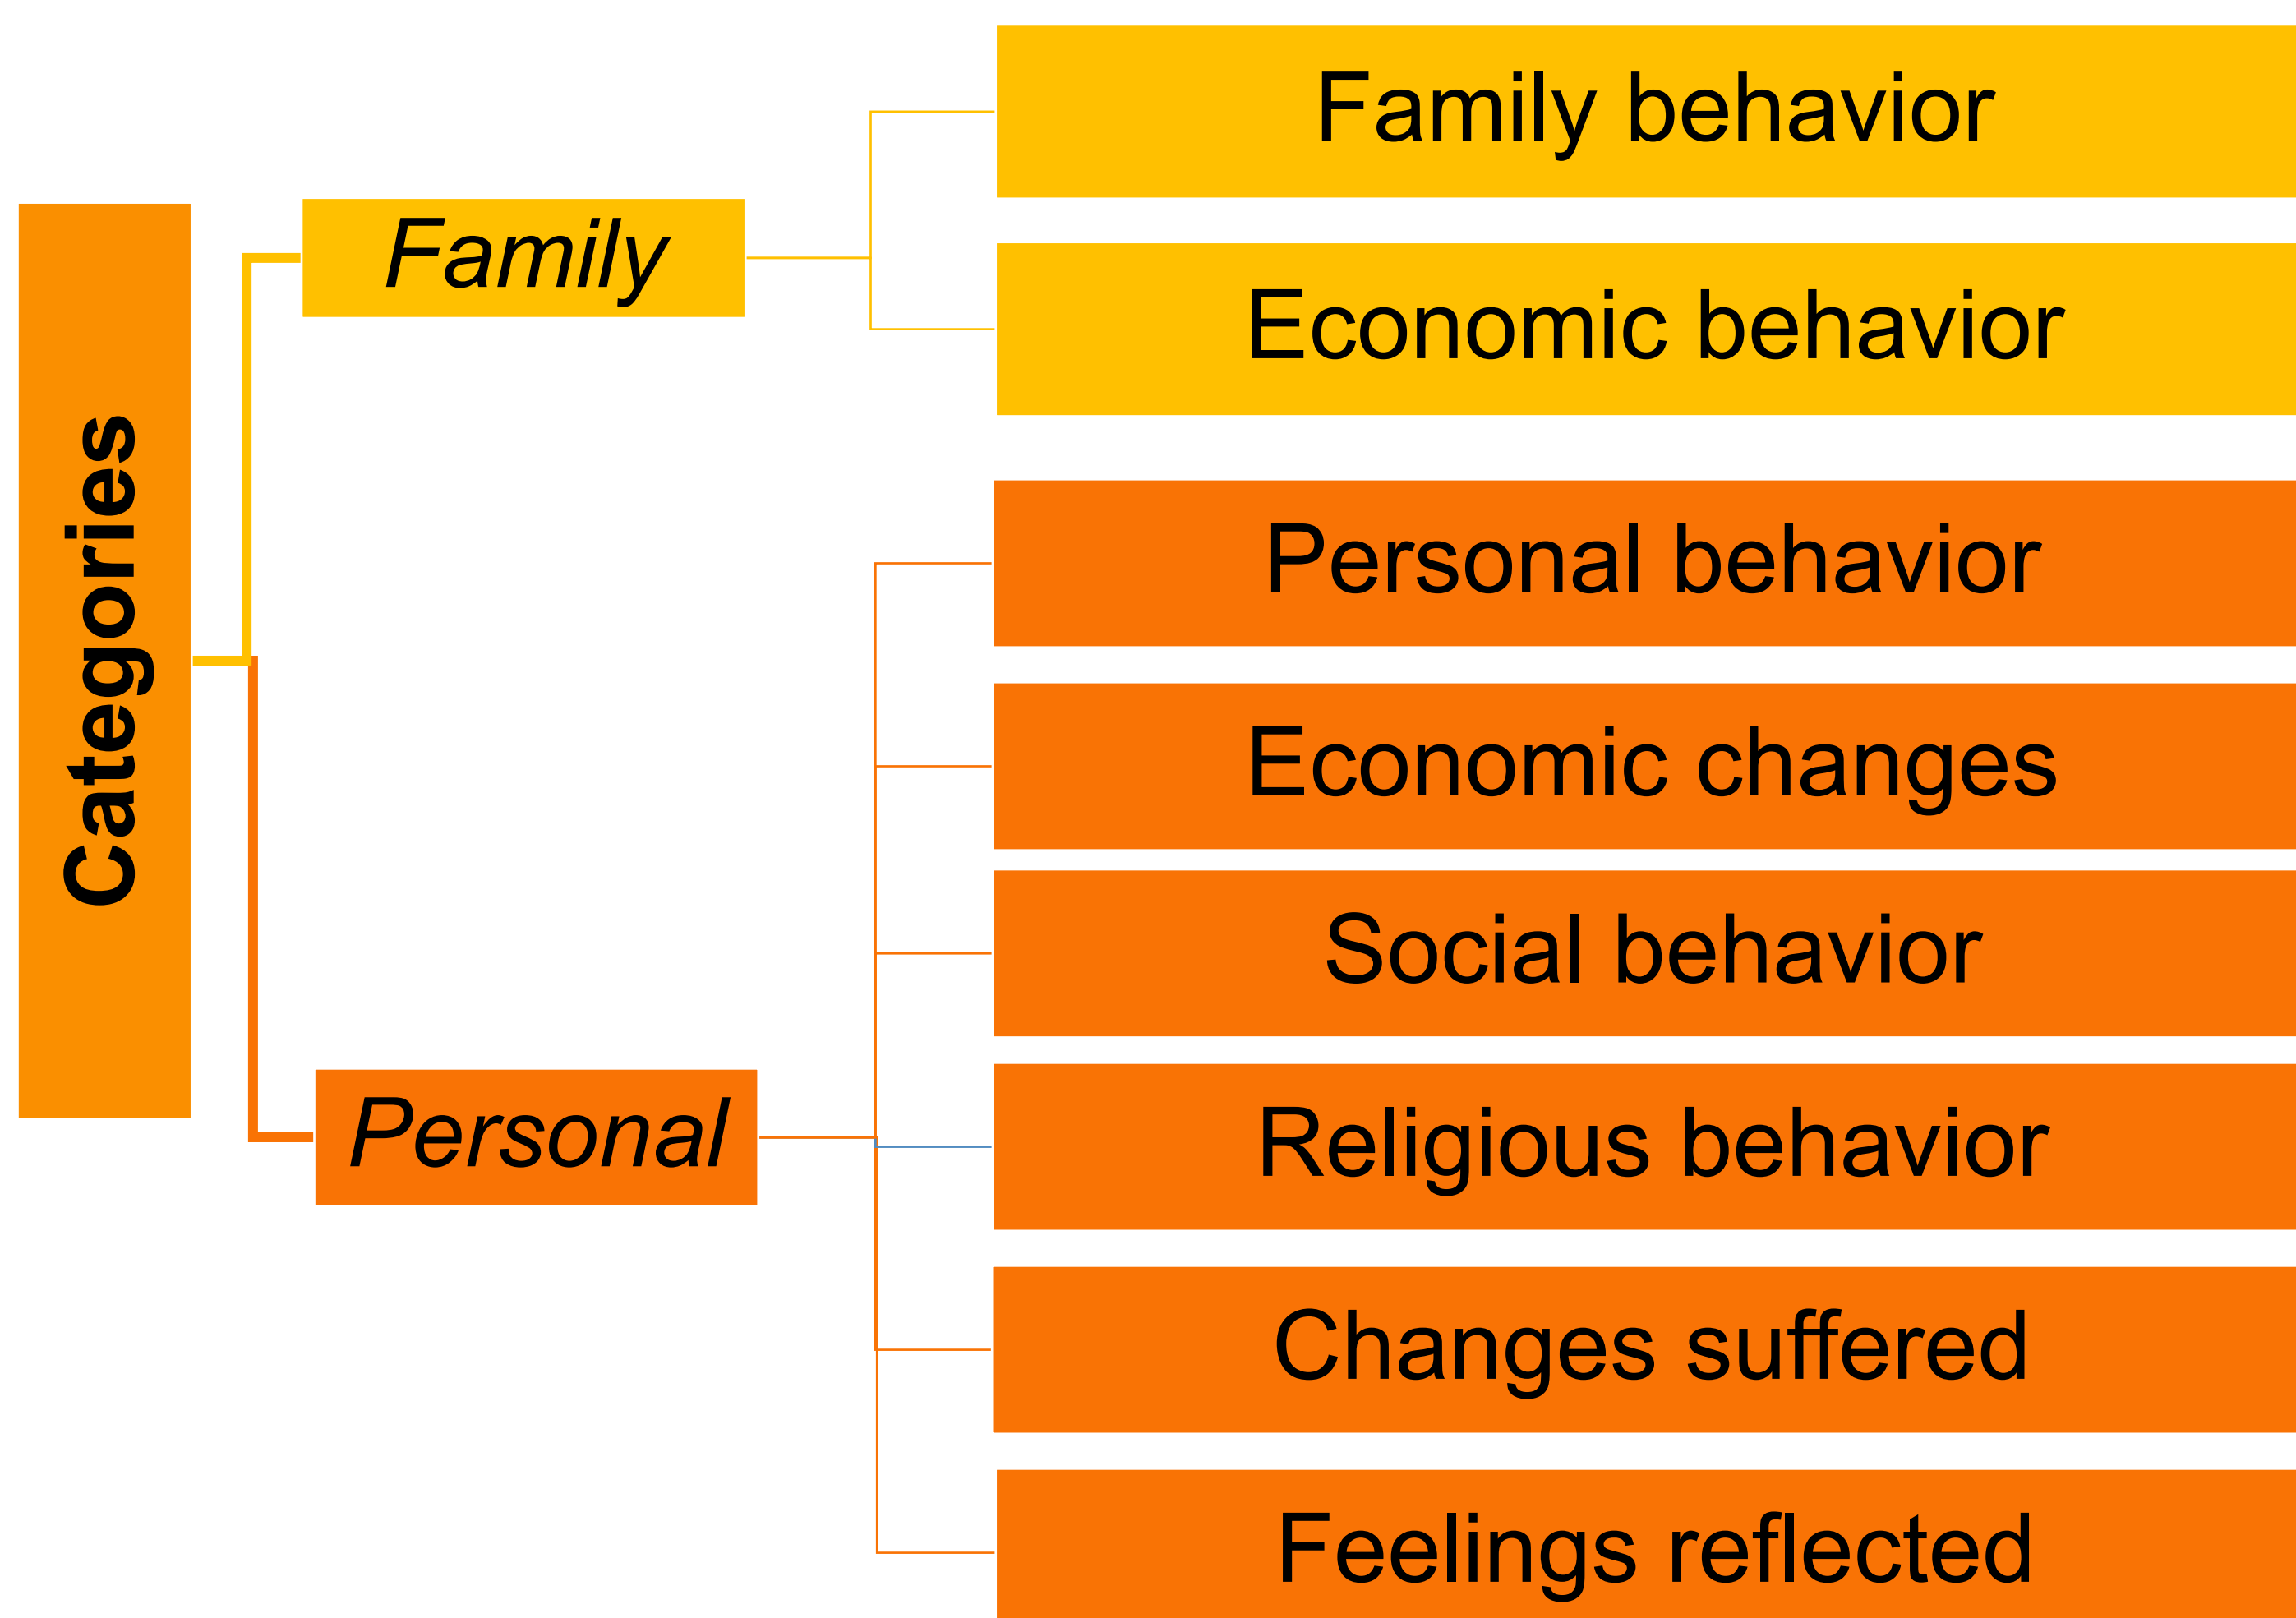 Categories
Family
Family behavior
Economic behavior
Personal
Personal behavior
Economic changes
Social behavior
Religious behavior
Changes suffered
Feelings reflected